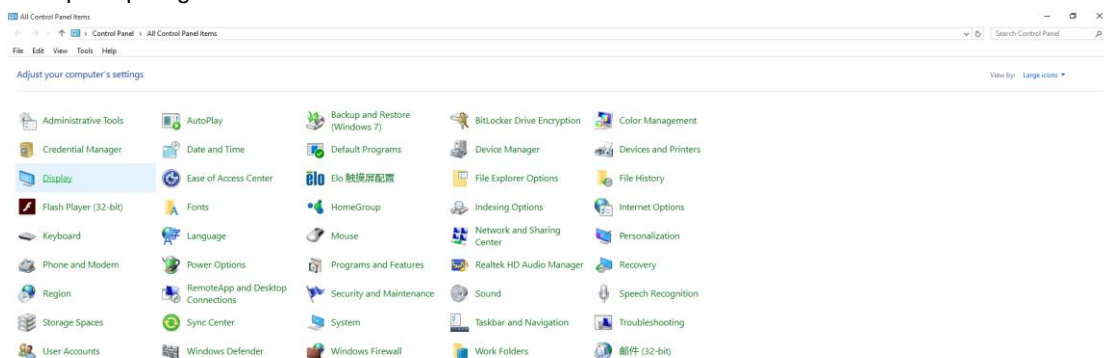 All Control Panel Items
Control Panel > All Control Panel Items
Search Control Panel
File Edit View Tools Help
Adjust your computer's settings
View by: Large icons
Administrative Tools
AutoPlay
Backup and Restore
(Windows 7)
BitLocker Drive Encryption
Color Management
Credential Manager
Date and Time
Default Programs
Device Manager
Devices and Printers
Display
Ease of Access Center
elo
Elo 触摸屏配置
File Explorer Options
File History
Flash Player (32-bit)
Fonts
HomeGroup
Indexing Options
Internet Options
Keyboard
Language
Mouse
Network and Sharing
Center
Personalization
Phone and Modem
Power Options
Programs and Features
Realtek HD Audio Manager
Recovery
Region
RemoteApp and Desktop
Connections
Security and Maintenance
Sound
Speech Recognition
Storage Spaces
Sync Center
System
Taskbar and Navigation
Troubleshooting
User Accounts
Windows Defender
Windows Firewall
Work Folders
邮件 (32-bit)